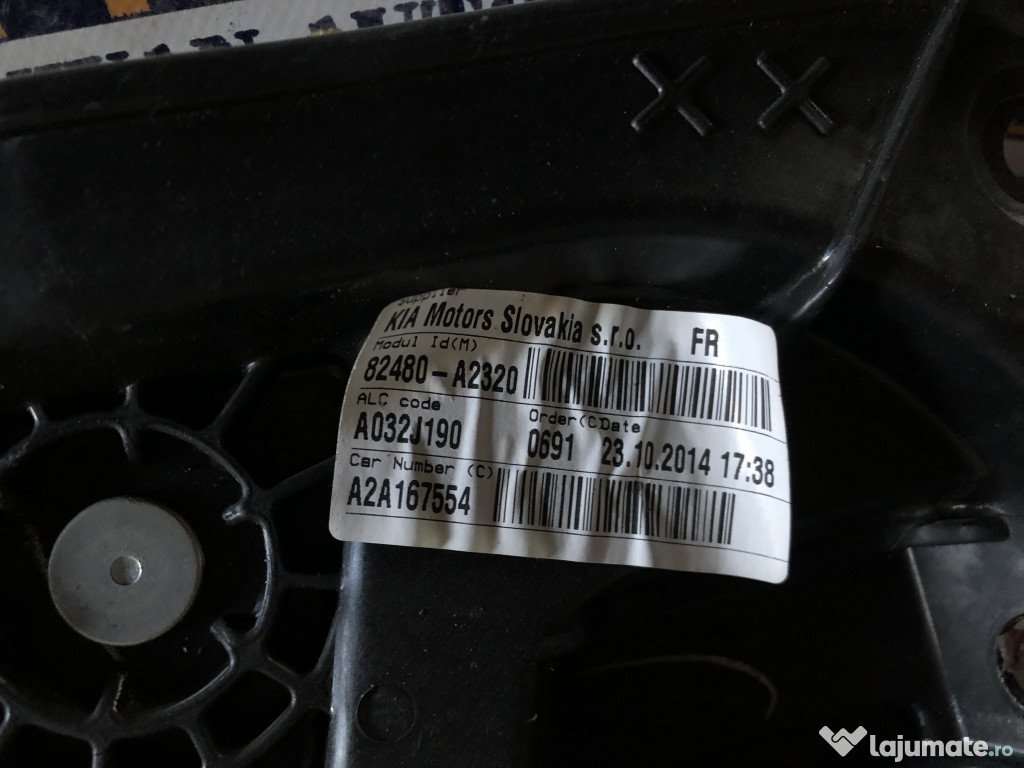 Supplier
KIA Motors Slovakia s.r.o. FR
Modul Id(M)
82480-A2320
ALC code Order(C)Date
A032J190 0691 23.10.2014 17:38
Car Number (C)
A2A167554
lajumate.ro